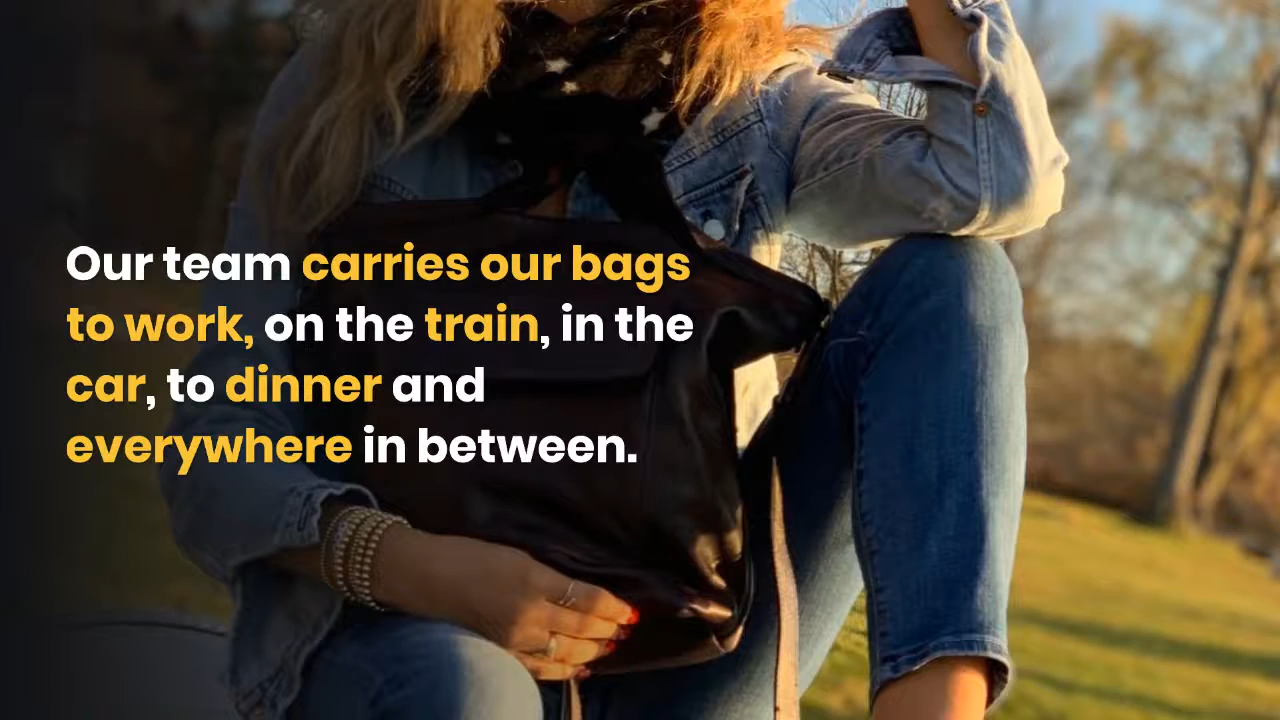 Our team carries our bags
to work, on the train, in the
car, to dinner and
everywhere in between.